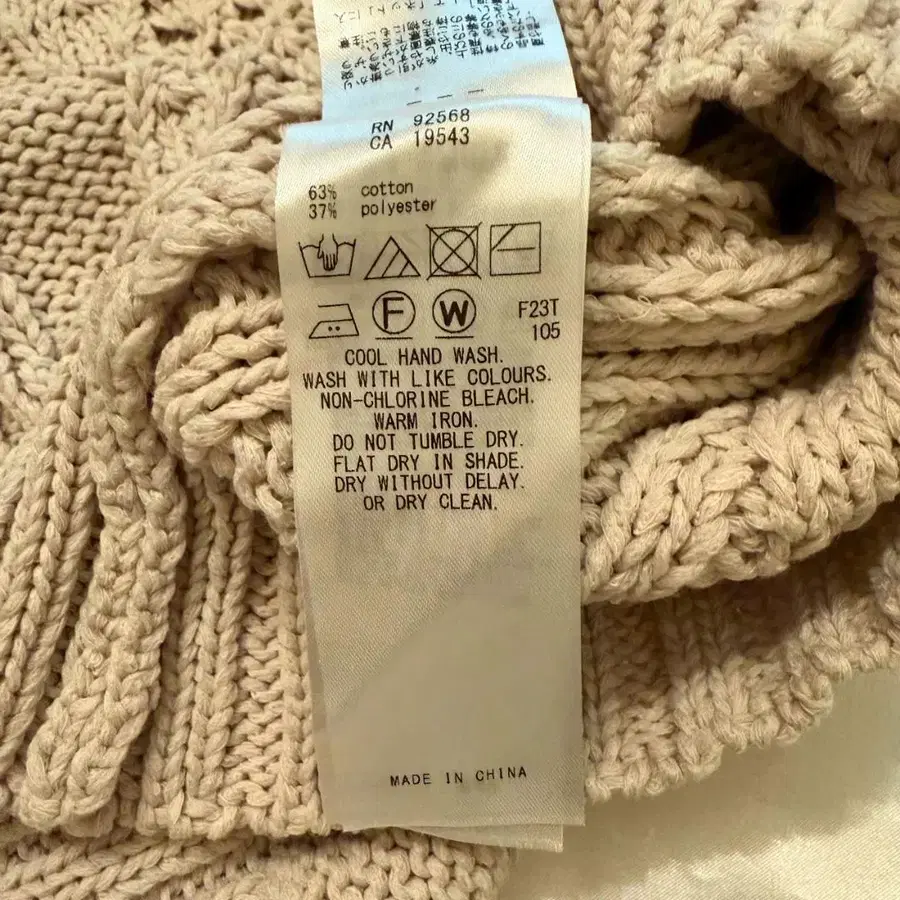 RN 92568
CA 19543
63% cotton
37% polyester
F W F23T
105
COOL HAND WASH.
WASH WITH LIKE COLOURS.
NON-CHLORINE BLEACH.
WARM IRON.
DO NOT TUMBLE DRY.
FLAT DRY IN SHADE.
DRY WITHOUT DELAY.
OR DRY CLEAN.
MADE IN CHINA